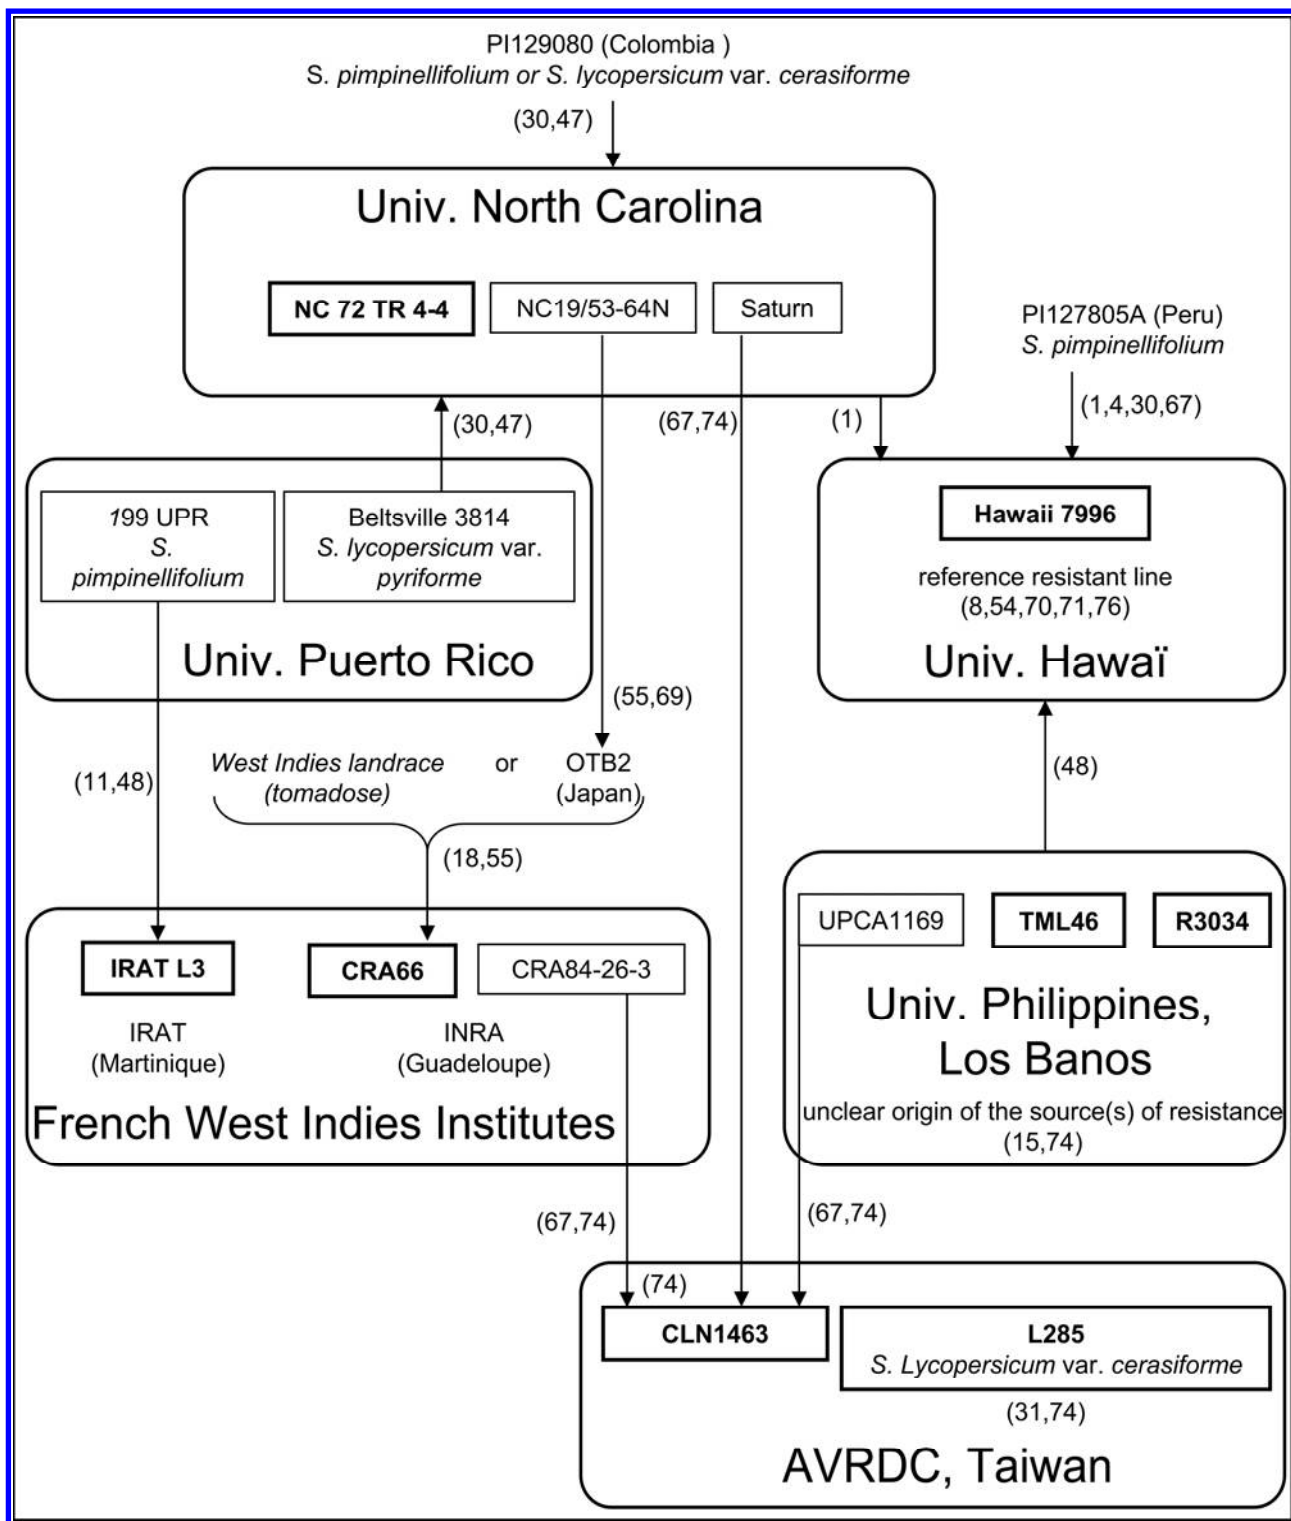 PI129080 (Colombia )
S. pimpinellifolium or S. lycopersicum var. cerasiforme
(30,47)
Univ. North Carolina
NC 72 TR 4-4
NC19/53-64N
Saturn
PI127805A (Peru)
S. pimpinellifolium
(1,4,30,67)
(30,47)
(67,74)
(1)
199 UPR
S.
pimpinellifolium
Beltsville 3814
S. lycopersicum var.
pyriforme
Univ. Puerto Rico
Hawaii 7996
reference resistant line
(8,54,70,71,76)
Univ. Hawaï
(55,69)
(11,48)
West Indies landrace
(tomadose)
or
OTB2
(Japan)
(48)
(18,55)
IRAT L3
CRA66
CRA84-26-3
IRAT
(Martinique)
INRA
(Guadeloupe)
French West Indies Institutes
UPCA1169
TML46
R3034
Univ. Philippines,
Los Banos
unclear origin of the source(s) of resistance
(15,74)
(67,74)
(67,74)
(74)
CLN1463
L285
S. Lycopersicum var. cerasiforme
(31,74)
AVRDC, Taiwan